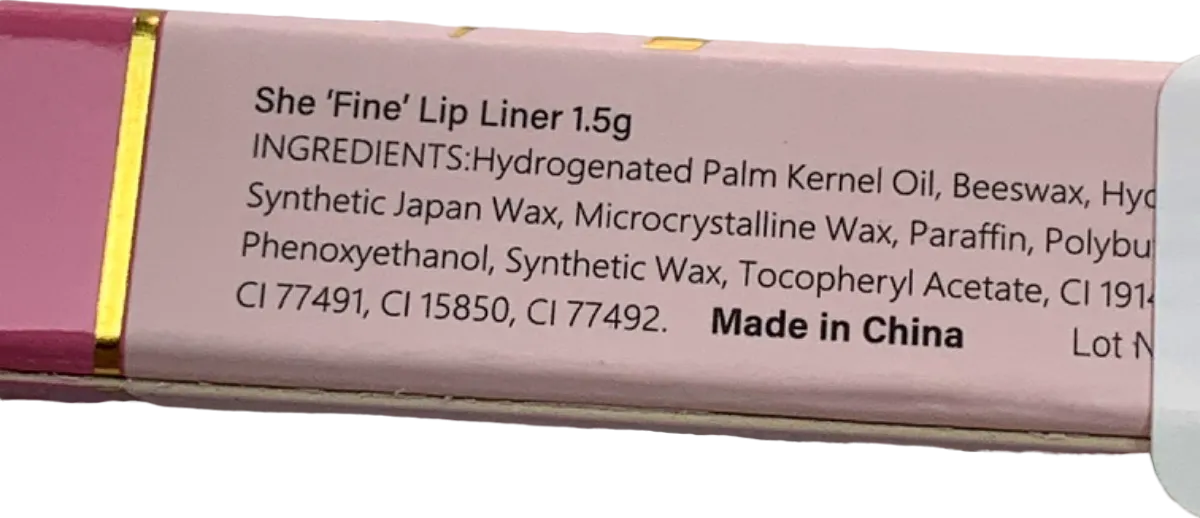 She 'Fine' Lip Liner 1.5g
INGREDIENTS:Hydrogenated Palm Kernel Oil, Beeswax,
Synthetic Japan Wax, Microcrystalline Wax, Paraffin,
Phenoxyethanol, Synthetic Wax, Tocopheryl Acetate, CI
CI 77491, CI 15850, CI 77492. Made in China Lot